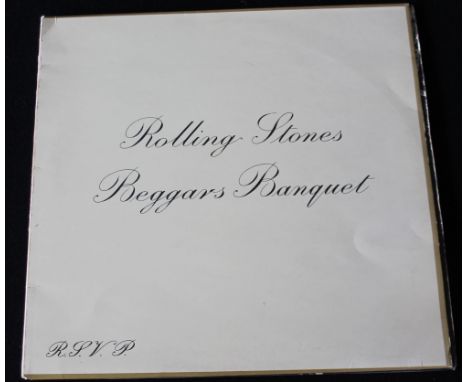 Rolling Stones
Beggars Banquet
R.S.V.P